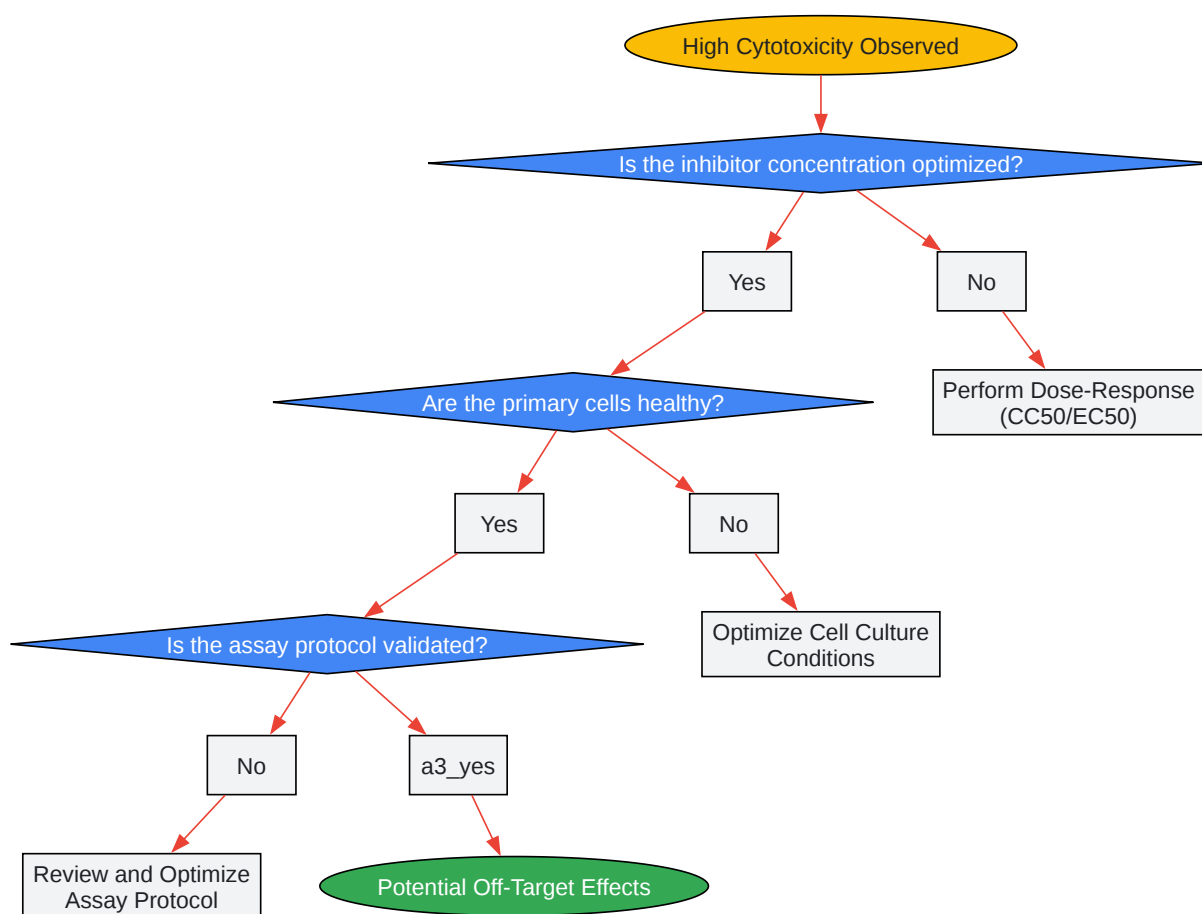 High Cytotoxicity Observed
Is the inhibitor concentration optimized?
Yes
No
Are the primary cells healthy?
Perform Dose-Response
(CC50/EC50)
Yes
No
Is the assay protocol validated?
Optimize Cell Culture
Conditions
No
a3_yes
Review and Optimize
Assay Protocol
Potential Off-Target Effects